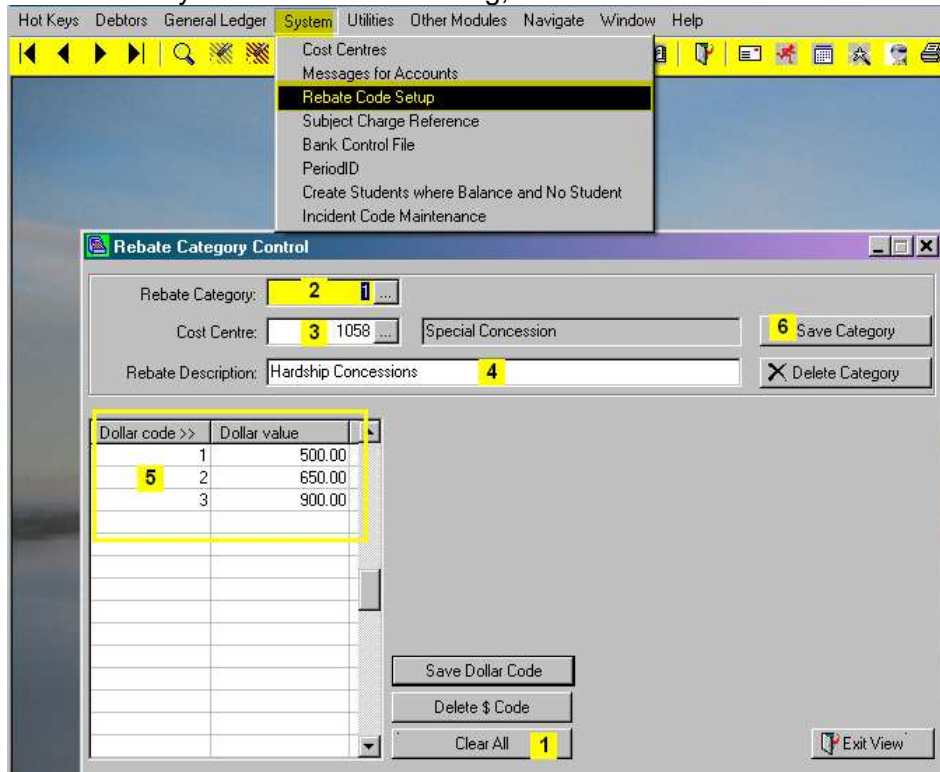 Hot Keys Debtors General Ledger System Utilities Other Modules Navigate Window Help
Cost Centres
Messages for Accounts
Rebate Code Setup
Subject Charge Reference
Bank Control File
PeriodID
Create Students where Balance and No Student
Incident Code Maintenance
Rebate Category Control
Rebate Category: 2 1 ...
Cost Centre: 3 1058 ... Special Concession 6 Save Category
Rebate Description: Hardship Concessions 4 Delete Category
Dollar code >> Dollar value
1 500.00
5 2 650.00
3 900.00
Save Dollar Code
Delete $ Code
Clear All 1 Exit View